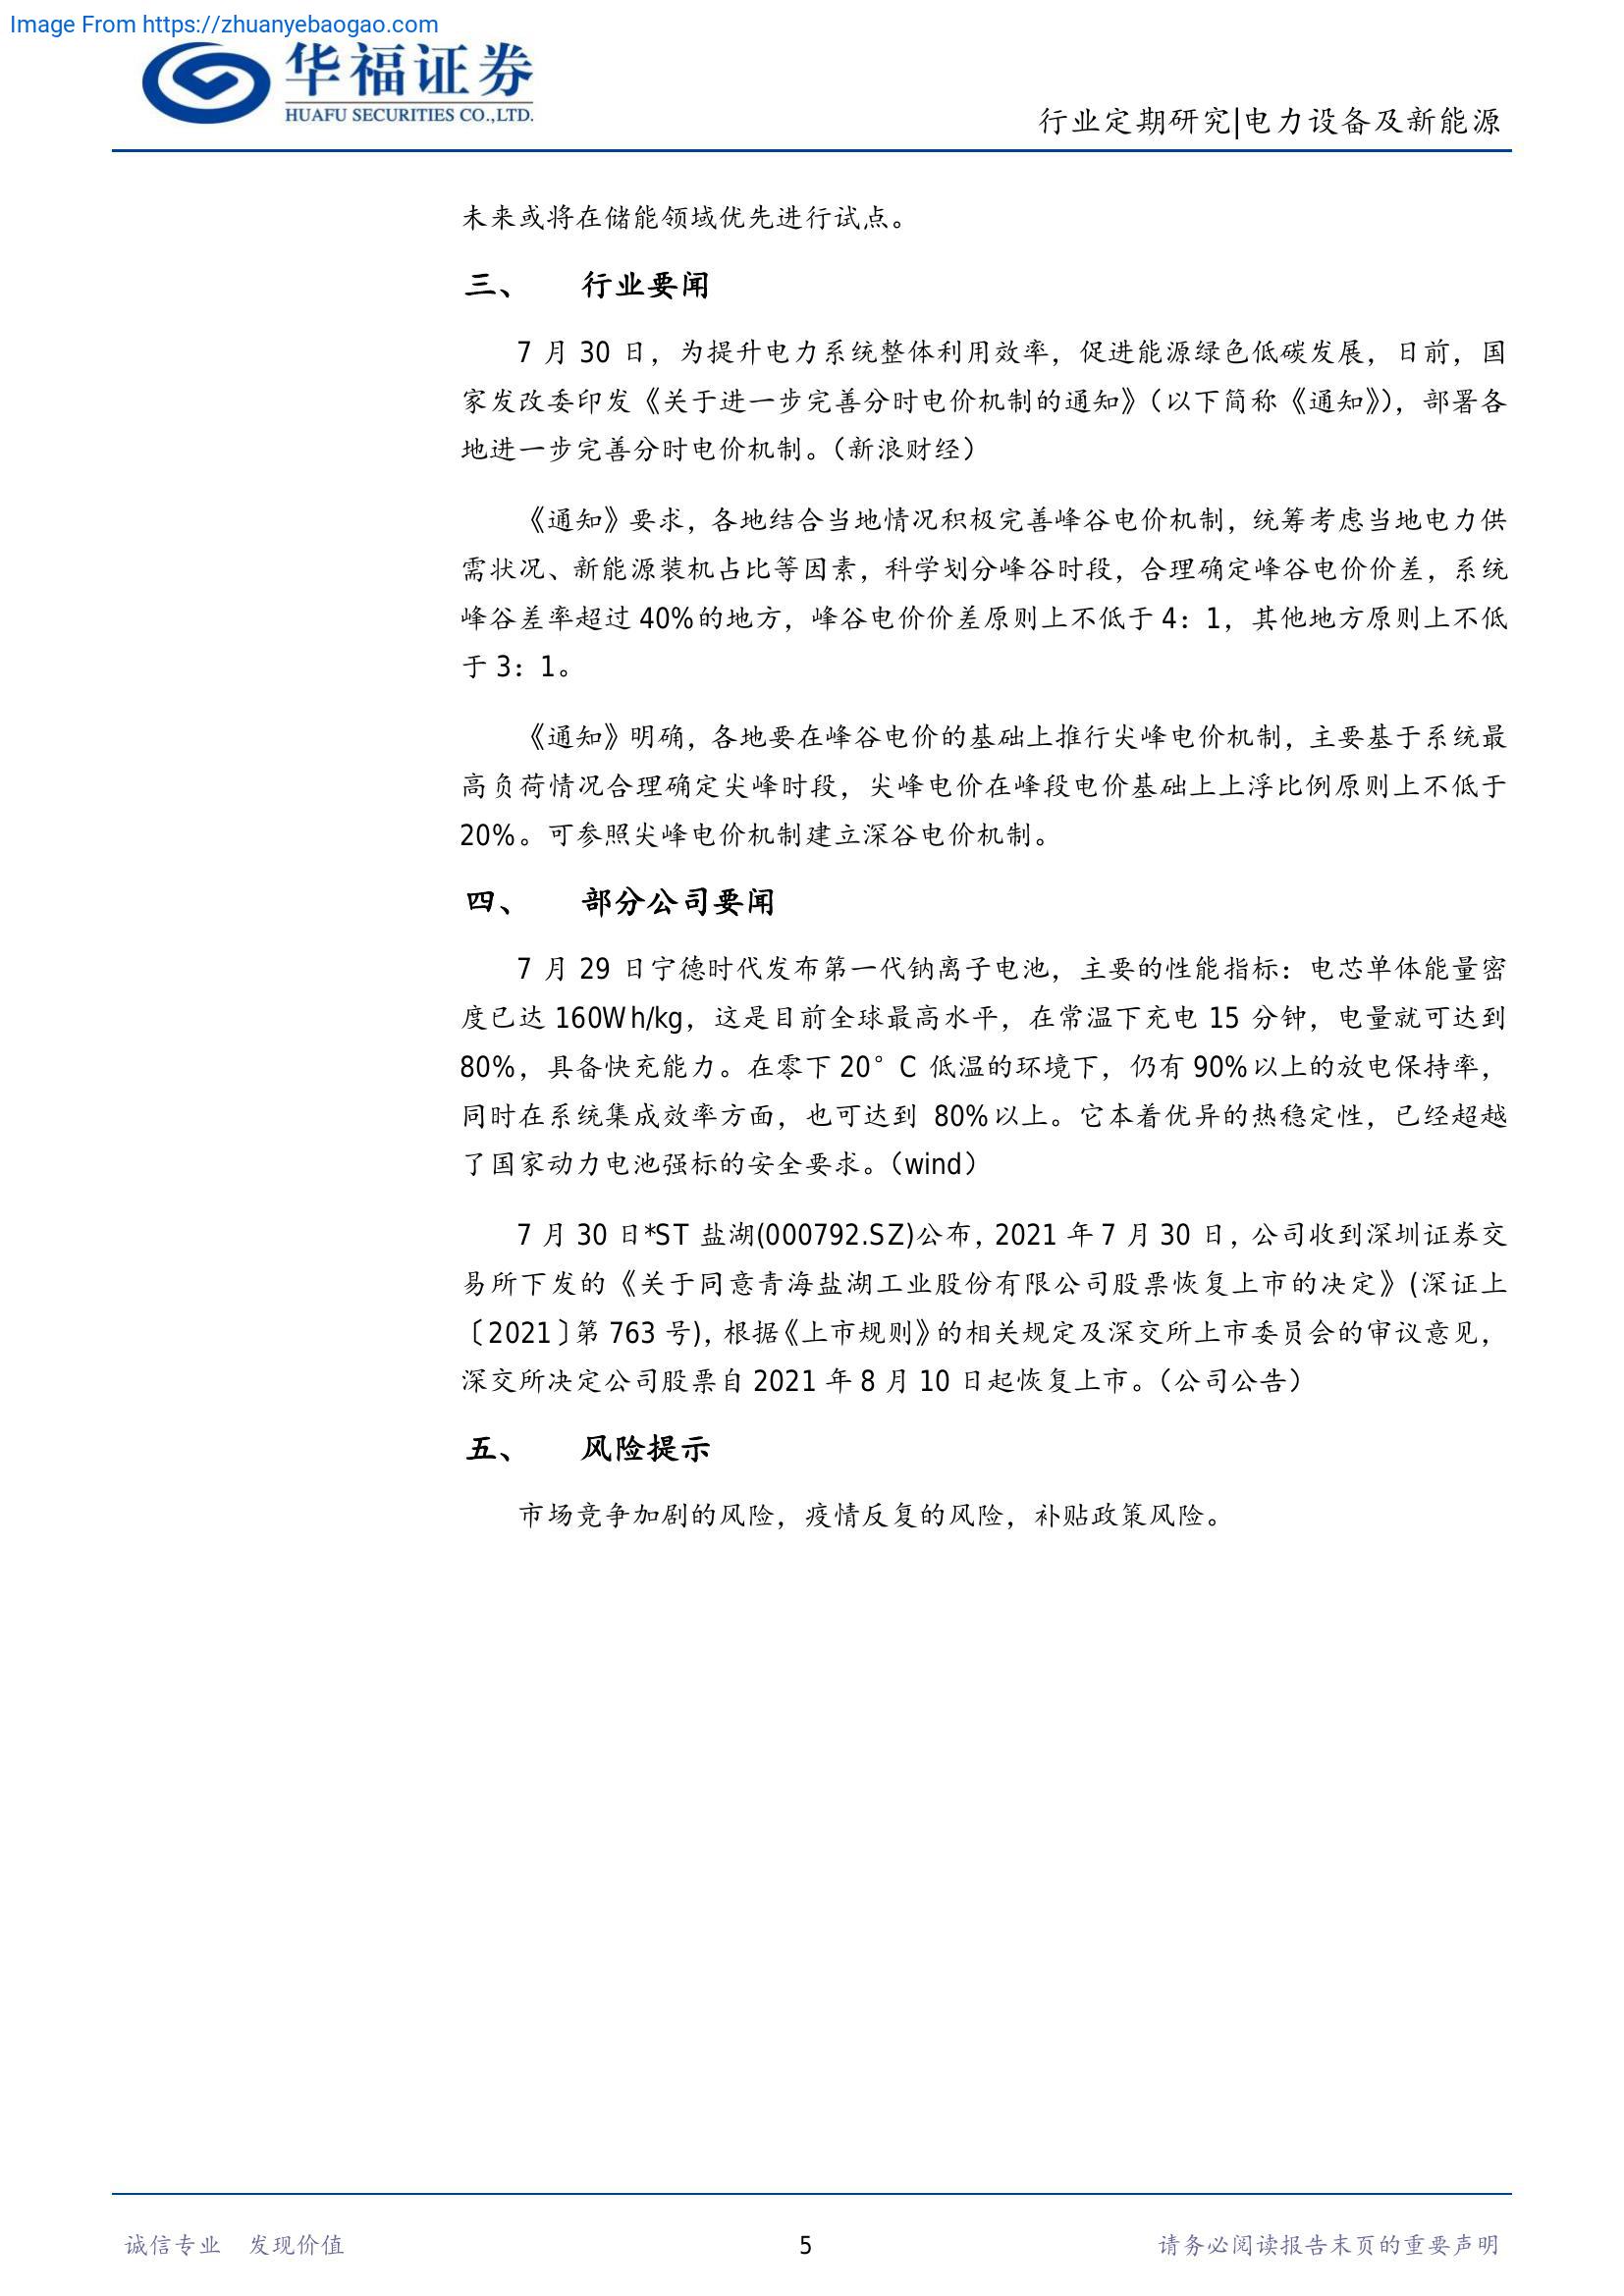 Image From https://zhuanyebaogao.com
华福证券
HUAFU SECURITIES CO.,LTD.
行业定期研究|电力设备及新能源
未来或将在储能领域优先进行试点。
三、 行业要闻
7 月 30 日，为提升电力系统整体利用效率，促进能源绿色低碳发展，日前，国
家发改委印发《关于进一步完善分时电价机制的通知》（以下简称《通知》），部署各
地进一步完善分时电价机制。（新浪财经）
《通知》要求，各地结合当地情况积极完善峰谷电价机制，统筹考虑当地电力供
需状况、新能源装机占比等因素，科学划分峰谷时段，合理确定峰谷电价价差，系统
峰谷差率超过 40%的地方，峰谷电价价差原则上不低于 4：1，其他地方原则上不低
于 3：1。
《通知》明确，各地要在峰谷电价的基础上推行尖峰电价机制，主要基于系统最
高负荷情况合理确定尖峰时段，尖峰电价在峰段电价基础上上浮比例原则上不低于
20%。可参照尖峰电价机制建立深谷电价机制。
四、 部分公司要闻
7 月 29 日宁德时代发布第一代钠离子电池，主要的性能指标：电芯单体能量密
度已达 160Wh/kg，这是目前全球最高水平，在常温下充电 15 分钟，电量就可达到
80%，具备快充能力。在零下 20°C 低温的环境下，仍有 90%以上的放电保持率，
同时在系统集成效率方面，也可达到 80%以上。它本着优异的热稳定性，已经超越
了国家动力电池强标的安全要求。（wind）
7 月 30 日*ST 盐湖(000792.SZ)公布，2021 年 7 月 30 日，公司收到深圳证券交
易所下发的《关于同意青海盐湖工业股份有限公司股票恢复上市的决定》(深证上
〔2021〕第 763 号)，根据《上市规则》的相关规定及深交所上市委员会的审议意见，
深交所决定公司股票自 2021 年 8 月 10 日起恢复上市。（公司公告）
五、 风险提示
市场竞争加剧的风险，疫情反复的风险，补贴政策风险。
诚信专业 发现价值
5
请务必阅读报告末页的重要声明